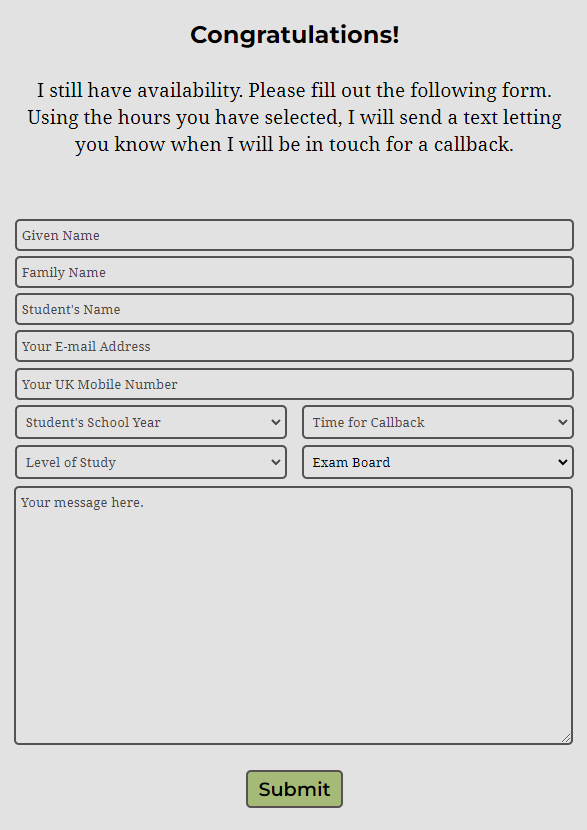 Congratulations!
I still have availability. Please fill out the following form.
Using the hours you have selected, I will send a text letting
you know when I will be in touch for a callback.
Given Name
Family Name
Student's Name
Your E-mail Address
Your UK Mobile Number
Student's School Year
Time for Callback
Level of Study
Exam Board
Your message here.
Submit